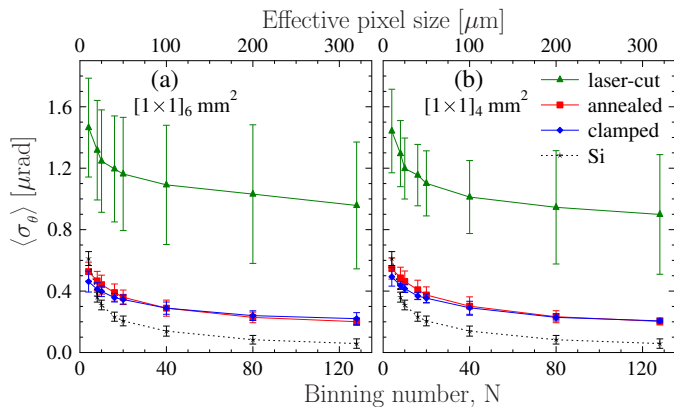 Effective pixel size [μm]
0 100 200 300 0 100 200 300
(a) (b)
[1×1]₆ mm² [1×1]₄ mm²
laser-cut
annealed
clamped
Si
⟨σ_θ⟩ [μrad]
1.6
1.2
0.8
0.4
0.0
0 40 80 120 0 40 80 120
Binning number, N